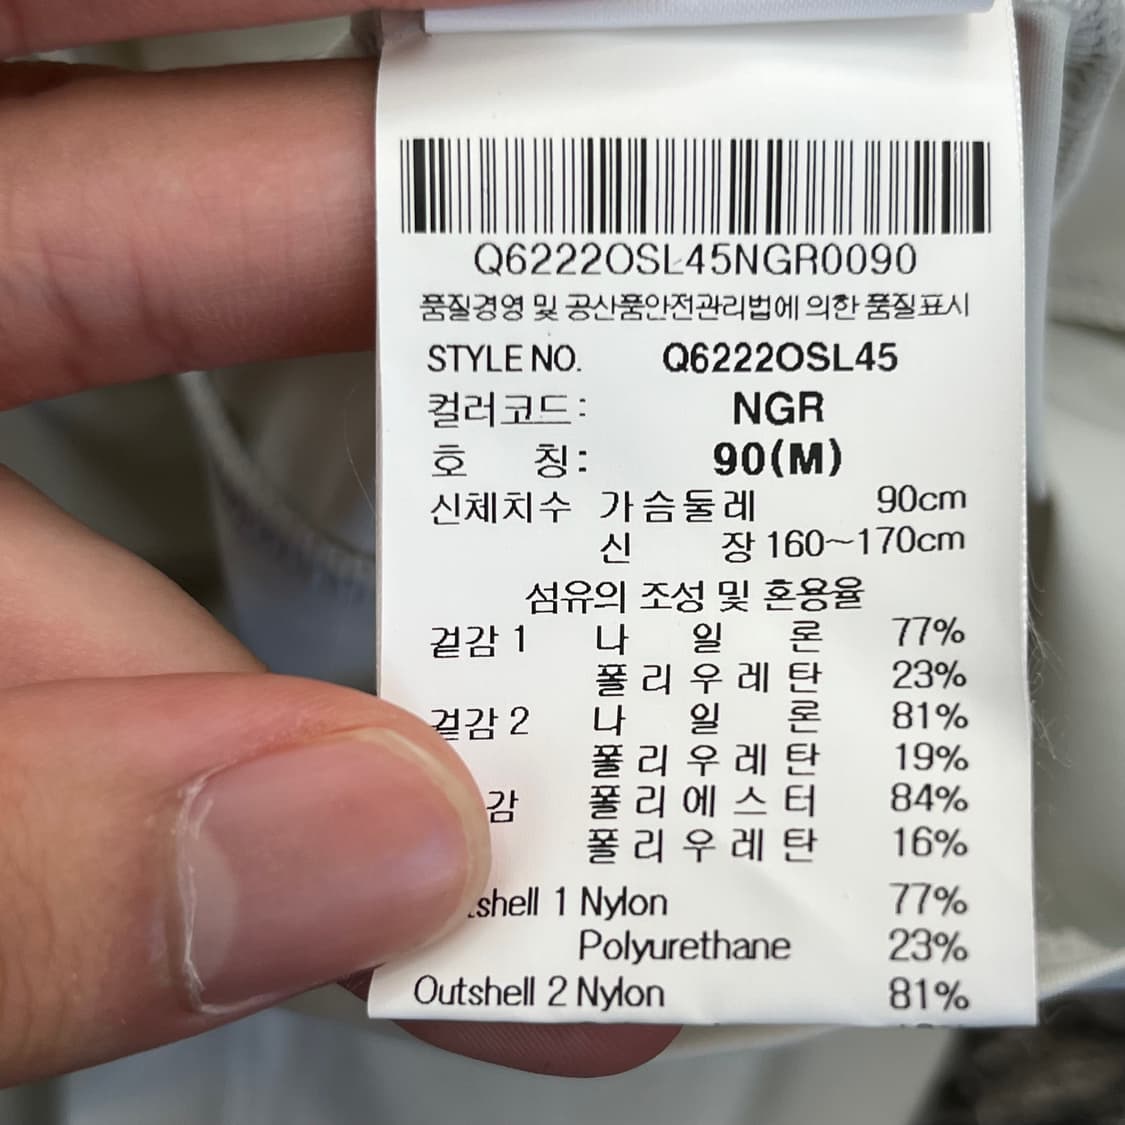 Q6222OSL45NGR0090
품질경영 및 공산품안전관리법에 의한 품질표시
STYLE NO. Q6222OSL45
컬러코드: NGR
호 칭: 90(M)
신체치수 가슴둘레 90cm
신 장 160~170cm
섬유의 조성 및 혼용율
겉감 1 나 일 론 77%
폴 리 우 레 탄 23%
겉감 2 나 일 론 81%
폴 리 우 레 탄 19%
감 폴 리 에 스 터 84%
폴 리 우 레 탄 16%
shell 1 Nylon 77%
Polyurethane 23%
Outshell 2 Nylon 81%